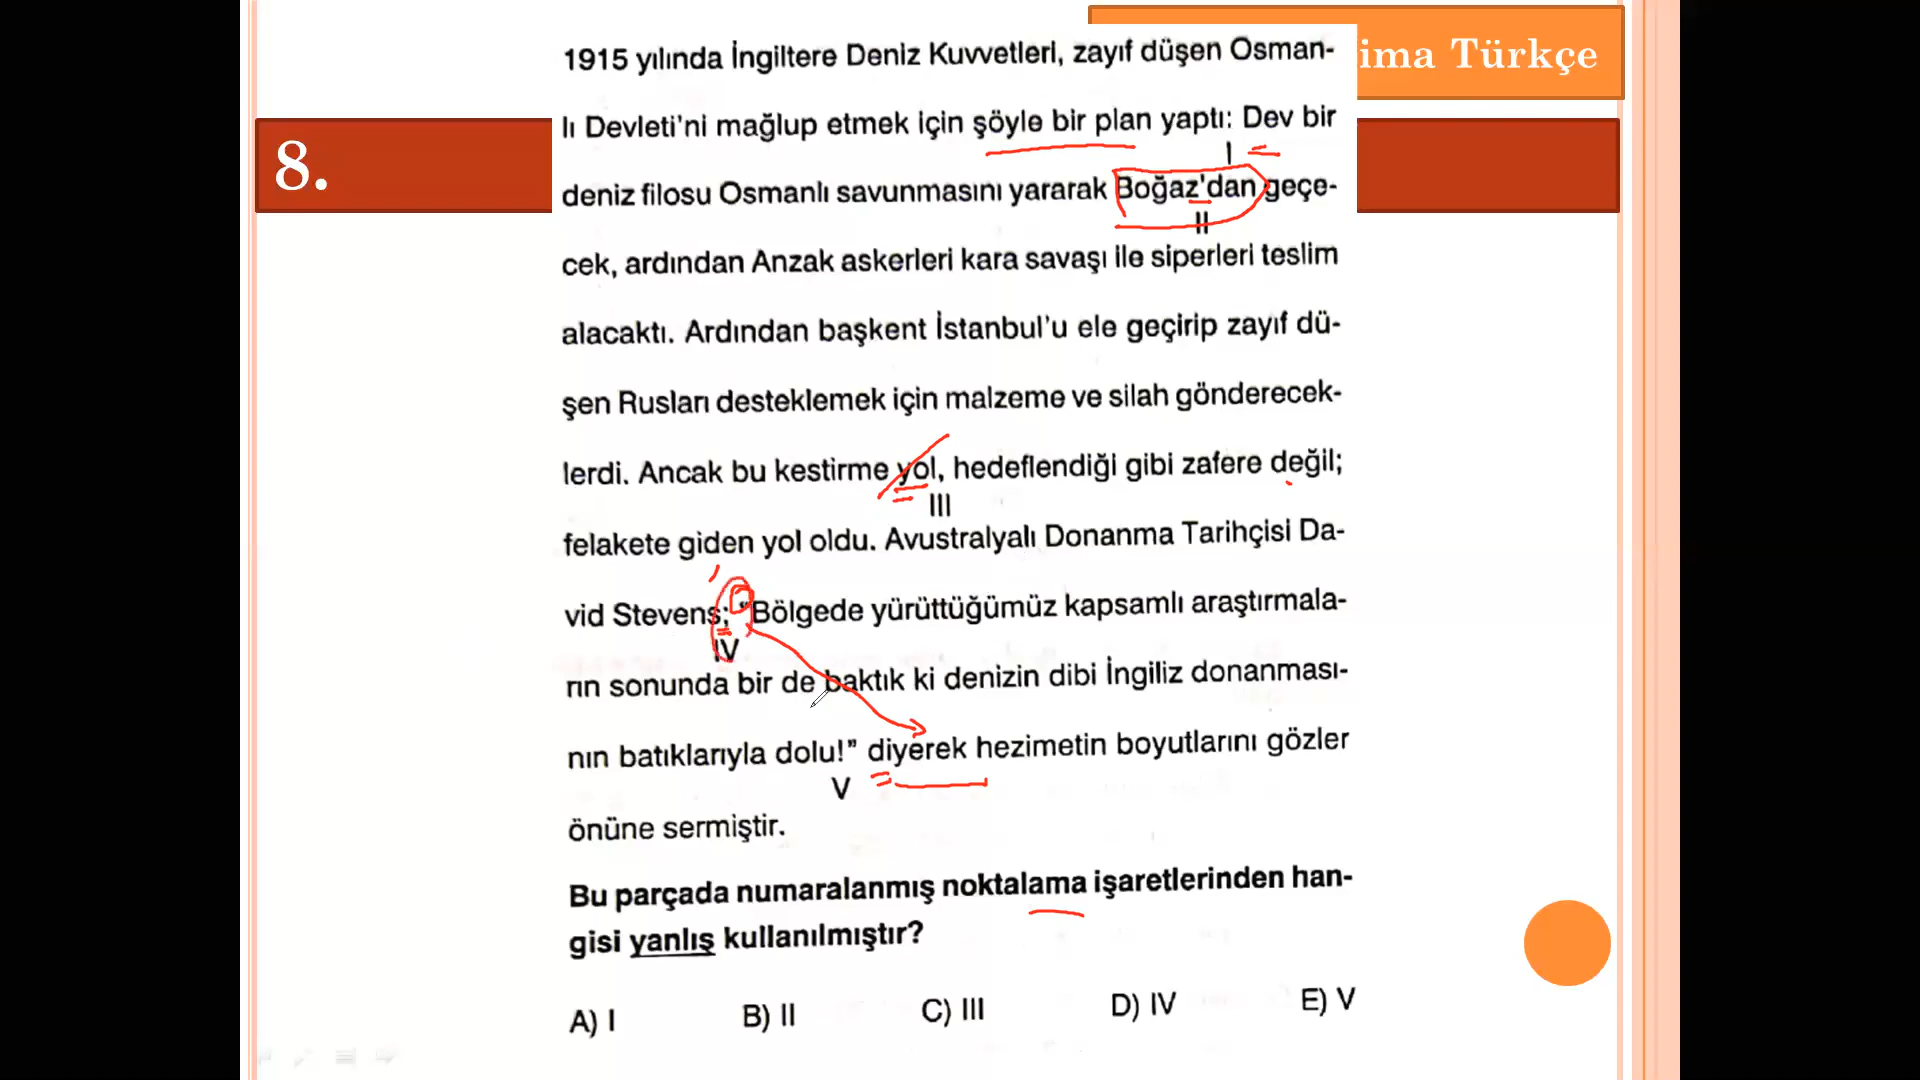 ima Türkçe
8.
1915 yılında İngiltere Deniz Kuvvetleri, zayıf düşen Osman-
lı Devleti'ni mağlup etmek için şöyle bir plan yaptı: Dev bir
I
deniz filosu Osmanlı savunmasını yararak Boğaz'dan geçe-
II
cek, ardından Anzak askerleri kara savaşı ile siperleri teslim
alacaktı. Ardından başkent İstanbul'u ele geçirip zayıf dü-
şen Rusları desteklemek için malzeme ve silah gönderecek-
lerdi. Ancak bu kestirme yol, hedeflendiği gibi zafere değil;
III
felakete giden yol oldu. Avustralyalı Donanma Tarihçisi Da-
vid Stevens; "Bölgede yürüttüğümüz kapsamlı araştırmala-
IV
rın sonunda bir de baktık ki denizin dibi İngiliz donanması-
nın batıklarıyla dolu!" diyerek hezimetin boyutlarını gözler
V
önüne sermiştir.
Bu parçada numaralanmış noktalama işaretlerinden han-
gisi yanlış kullanılmıştır?
A) I B) II C) III D) IV E) V